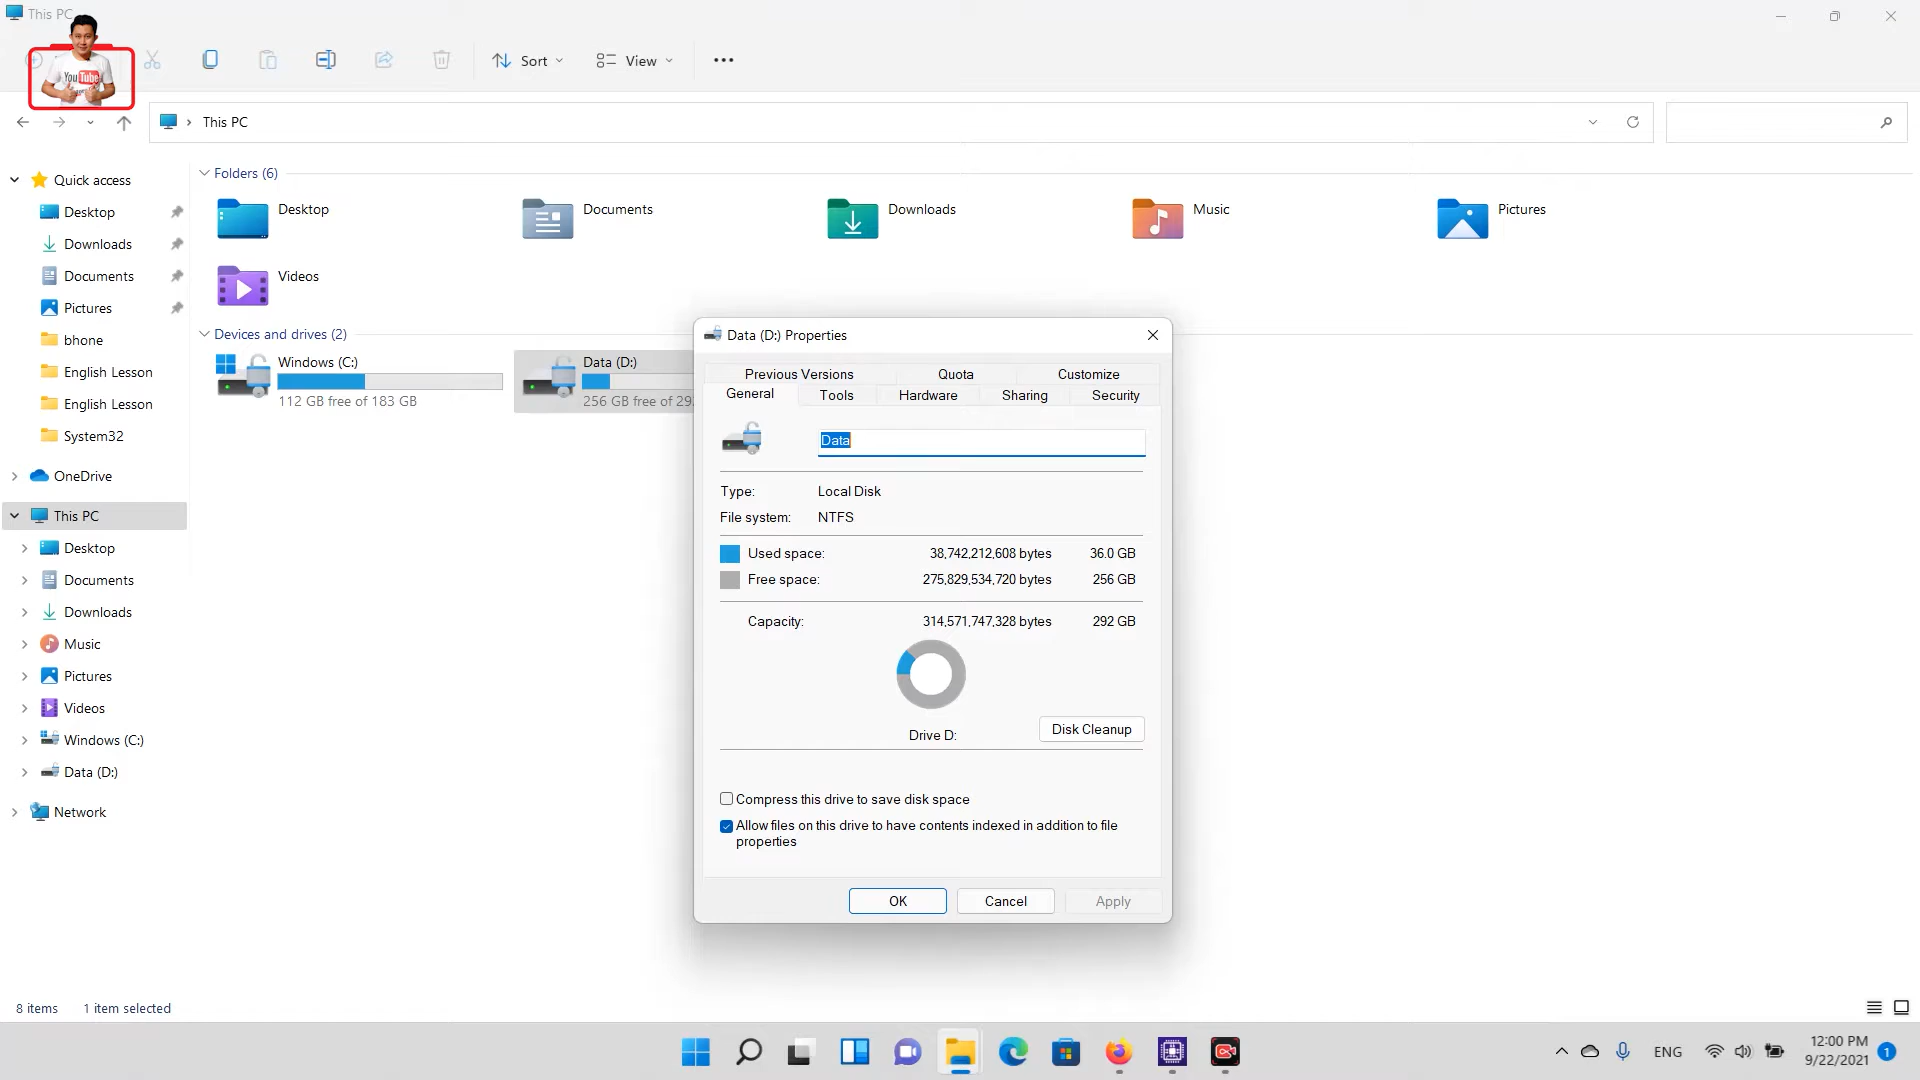 This PC
You Tube
Sort
View
This PC
Quick access
Desktop
Downloads
Documents
Pictures
bhone
English Lesson
English Lesson
System32
OneDrive
This PC
Desktop
Documents
Downloads
Music
Pictures
Videos
Windows (C:)
Data (D:)
Network
Folders (6)
Desktop
Documents
Downloads
Music
Pictures
Videos
Devices and drives (2)
Windows (C:)
112 GB free of 183 GB
Data (D:)
256 GB free of 29
Data (D:) Properties
Previous Versions Quota Customize
General Tools Hardware Sharing Security
Data
Type: Local Disk
File system: NTFS
Used space: 38,742,212,608 bytes 36.0 GB
Free space: 275,829,534,720 bytes 256 GB
Capacity: 314,571,747,328 bytes 292 GB
Drive D:
Disk Cleanup
Compress this drive to save disk space
Allow files on this drive to have contents indexed in addition to file
properties
OK Cancel Apply
8 items 1 item selected
ENG
12:00 PM
9/22/2021
1